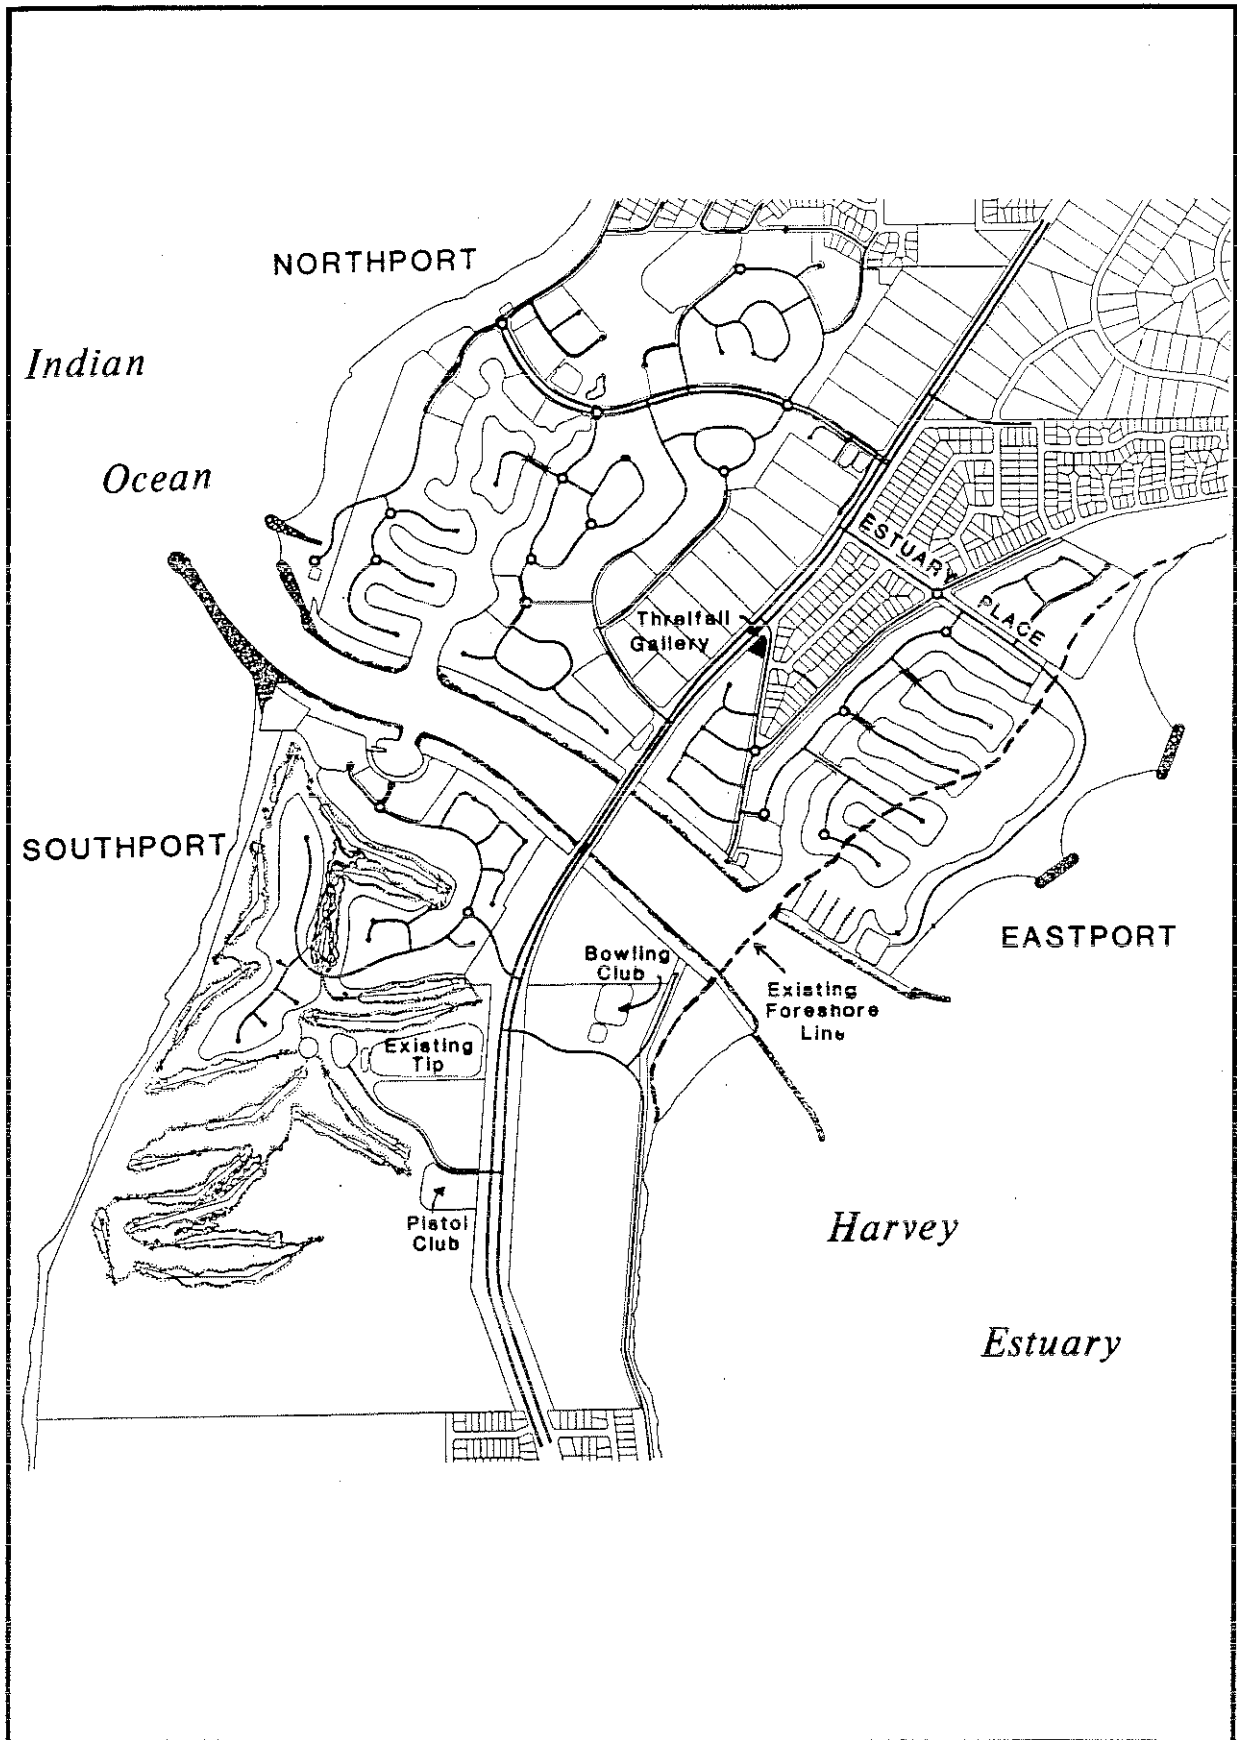 NORTHPORT
Indian
Ocean
ESTUARY
PLACE
Thralfall
Gallery
SOUTHPORT
EASTPORT
Bowling
Club
Existing
Foreshore
Line
Existing
Tip
Pistol
Club
Harvey
Estuary